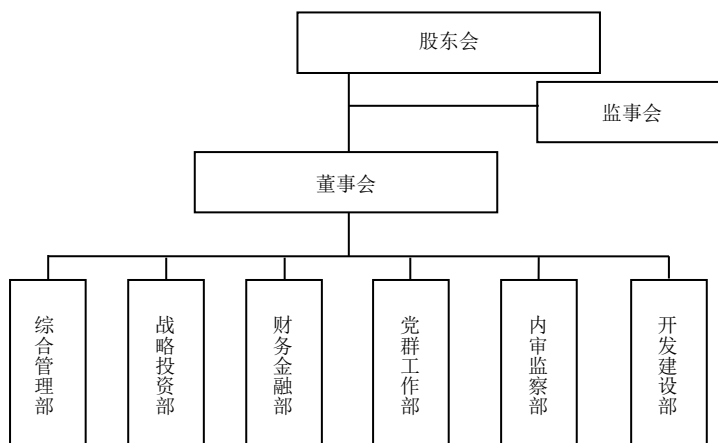 股东会
监事会
董事会
综合管理部
战略投资部
财务金融部
党群工作部
内审监察部
开发建设部